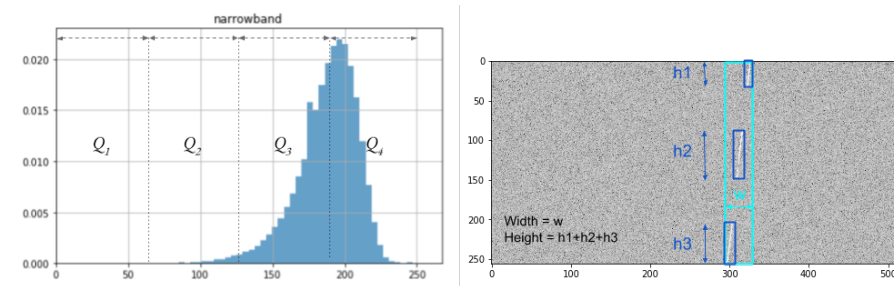 narrowband
0.020
0.015
0.010
0.005
0.000
0 50 100 150 200 250
Q1 Q2 Q3 Q4
0
50
100
150
200
250
0 100 200 300 400 500
h1
h2
w
h3
Width = w
Height = h1+h2+h3